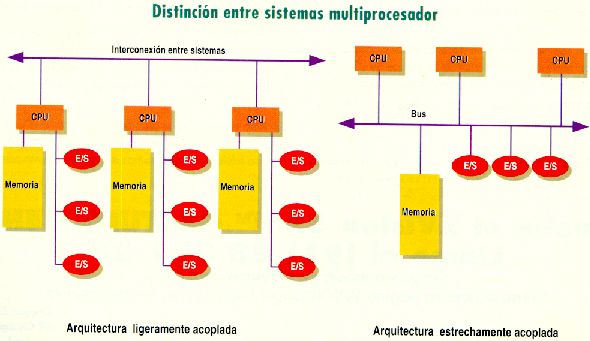 Distinción entre sistemas multiprocesador
Interconexión entre sistemas
CPU
CPU
CPU
Memoria
E/S
E/S
E/S
Memoria
E/S
E/S
E/S
Memoria
E/S
E/S
E/S
Arquitectura ligeramente acoplada
CPU
CPU
CPU
Bus
E/S
E/S
E/S
Memoria
Arquitectura estrechamente acoplada